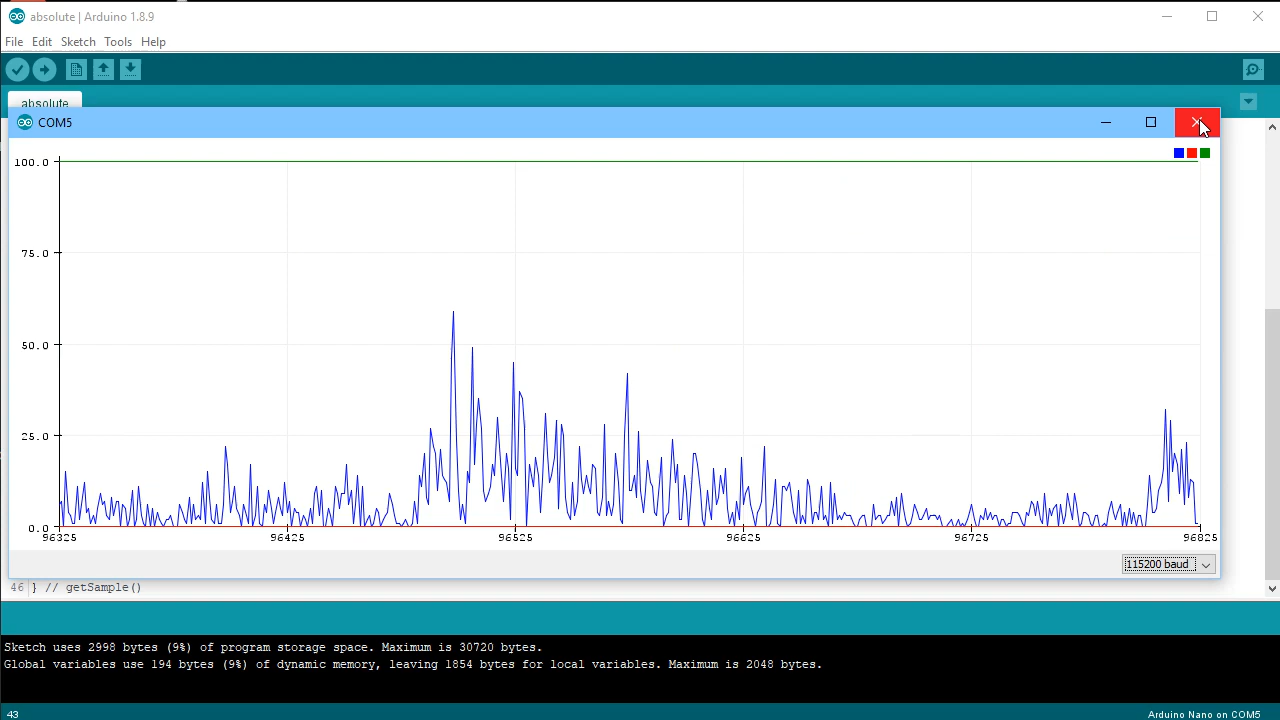 absolute | Arduino 1.8.9
File Edit Sketch Tools Help
absolute
COM5
100.0
75.0
50.0
25.0
0.0
96325 96425 96525 96625 96725 96825
115200 baud
46 } // getSample()
Sketch uses 2998 bytes (9%) of program storage space. Maximum is 30720 bytes.
Global variables use 194 bytes (9%) of dynamic memory, leaving 1854 bytes for local variables. Maximum is 2048 bytes.
43 Arduino Nano on COM5